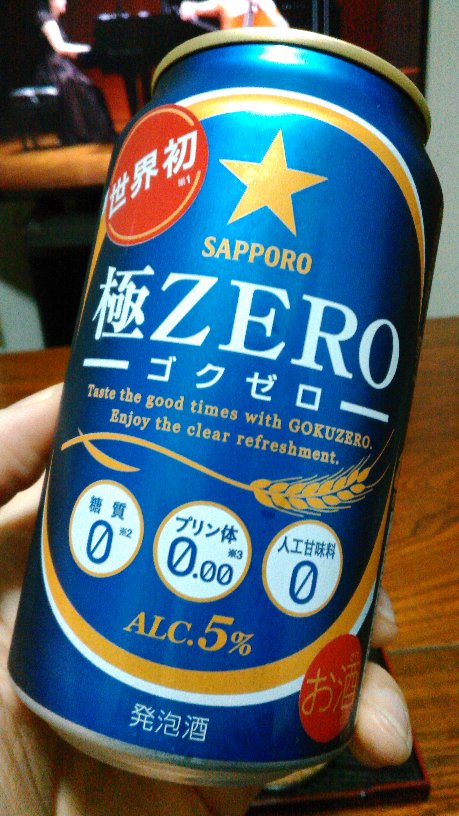 世界初
※1
SAPPORO
極ZERO
ゴクゼロ
Taste the good times with GOKUZERO.
Enjoy the clear refreshment.
糖質
0※2
プリン体
0.00※3
人工甘味料
0
ALC.5%
お酒
発泡酒